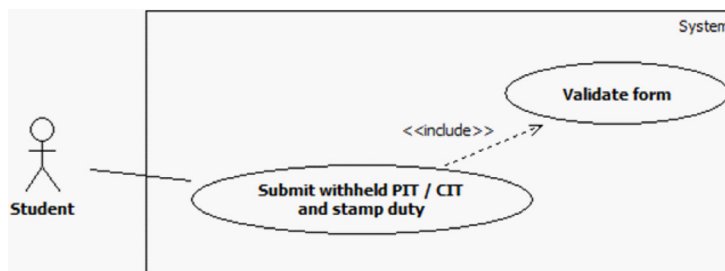 System
Validate form
<<include>>
Submit withheld PIT / CIT
and stamp duty
Student